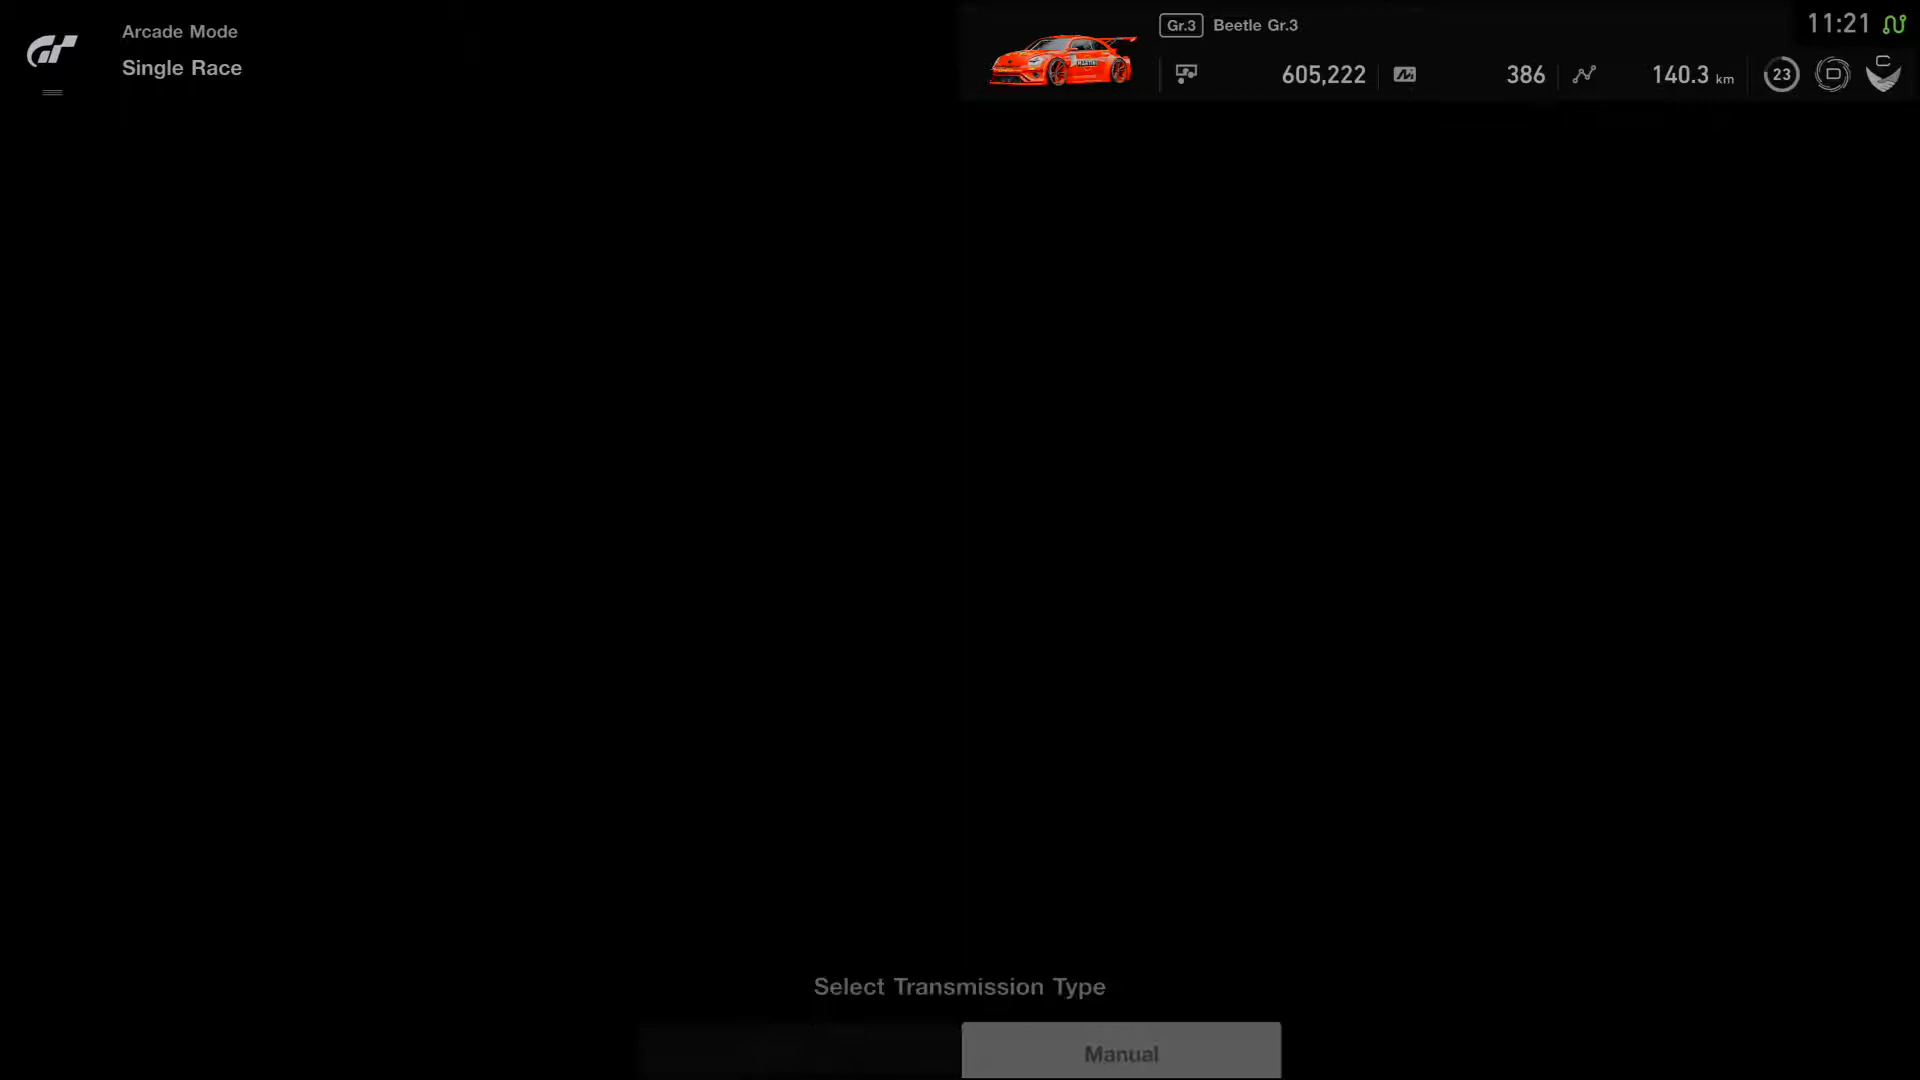 Arcade Mode
Single Race
Gr.3 Beetle Gr.3
11:21
605,222 386 140.3 km 23 D C
Select Transmission Type
Manual